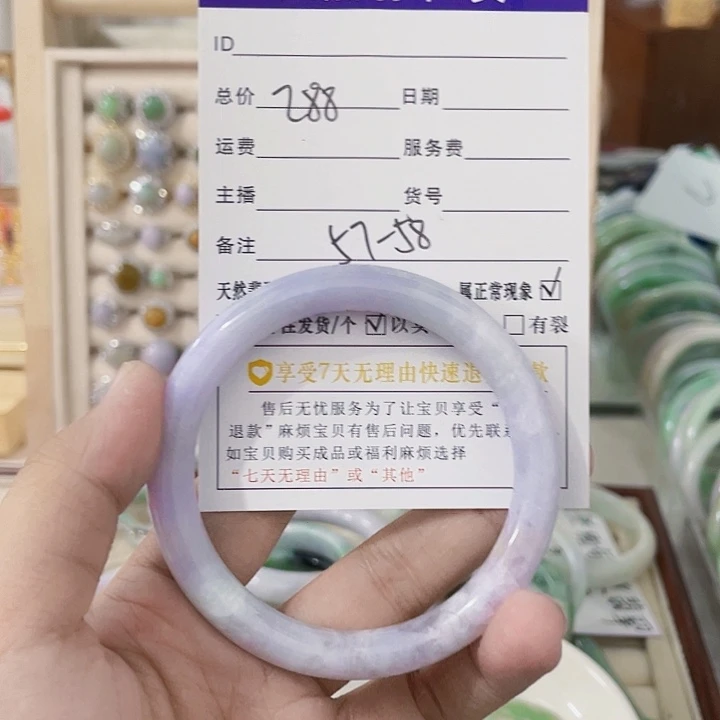 ID
总价 288 日期
运费 服务费
主播 货号
备注 57-58
天然 属正常现象 ☑
发货/个 ☑ 以实 □ 有裂
享受7天无理由快速退 款
售后无忧服务为了让宝贝享受“
退款”麻烦宝贝有售后问题，优先联
如宝贝购买成品或福利麻烦选择
“七天无理由”或“其他”